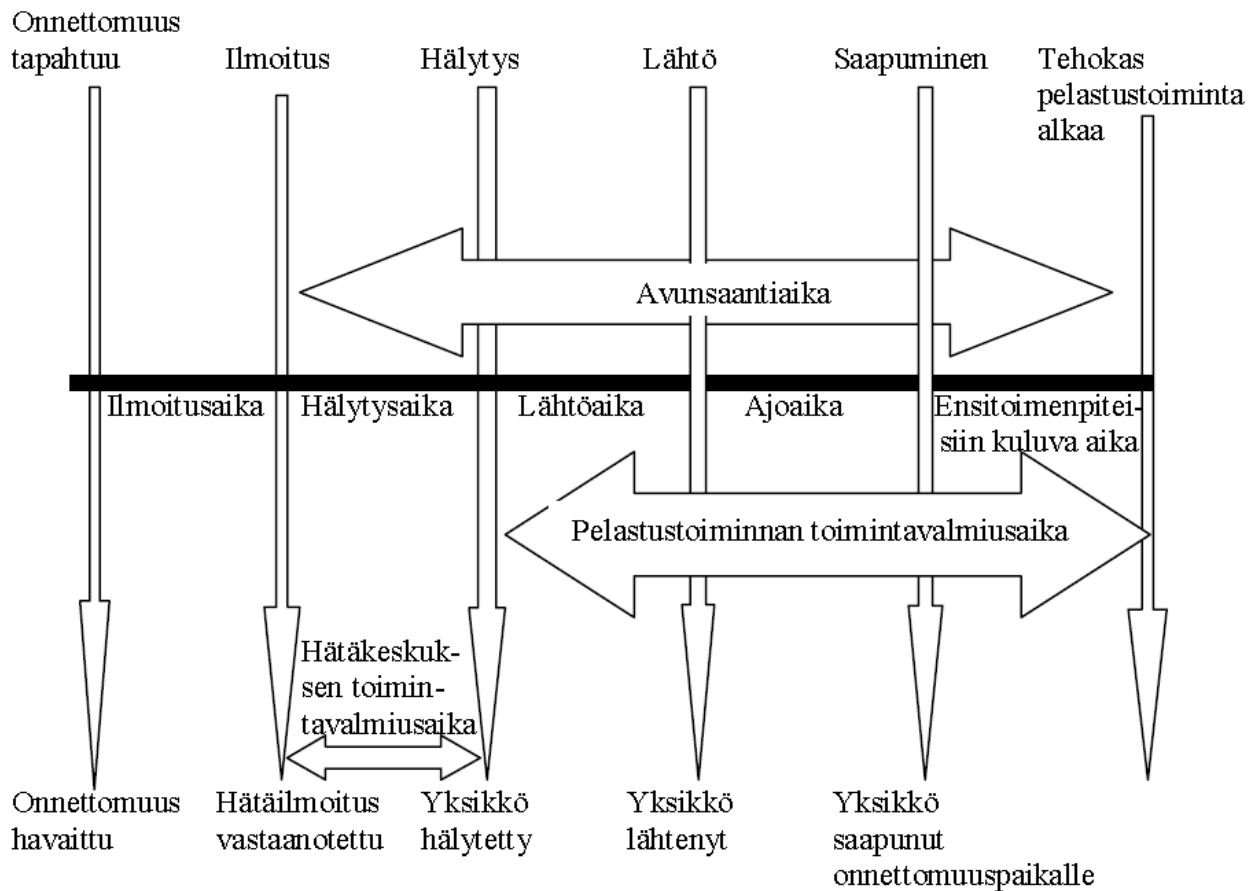 Onnettomuus
tapahtuu
Ilmoitus
Hälytys
Lähtö
Saapuminen
Tehokas
pelastustoiminta
alkaa
Avunsaantiaika
Ilmoitusaika
Hälytysaika
Lähtöaika
Ajoaika
Ensitoimenpitei-
siin kuluva aika
Pelastustoiminnan toimintavalmiusaika
Hätäkeskuk-
sen toimin-
tavalmiusaika
Onnettomuus
havaittu
Hätäilmoitus
vastaanotettu
Yksikkö
hälytetty
Yksikkö
lähtenyt
Yksikkö
saapunut
onnettomuuspaikalle